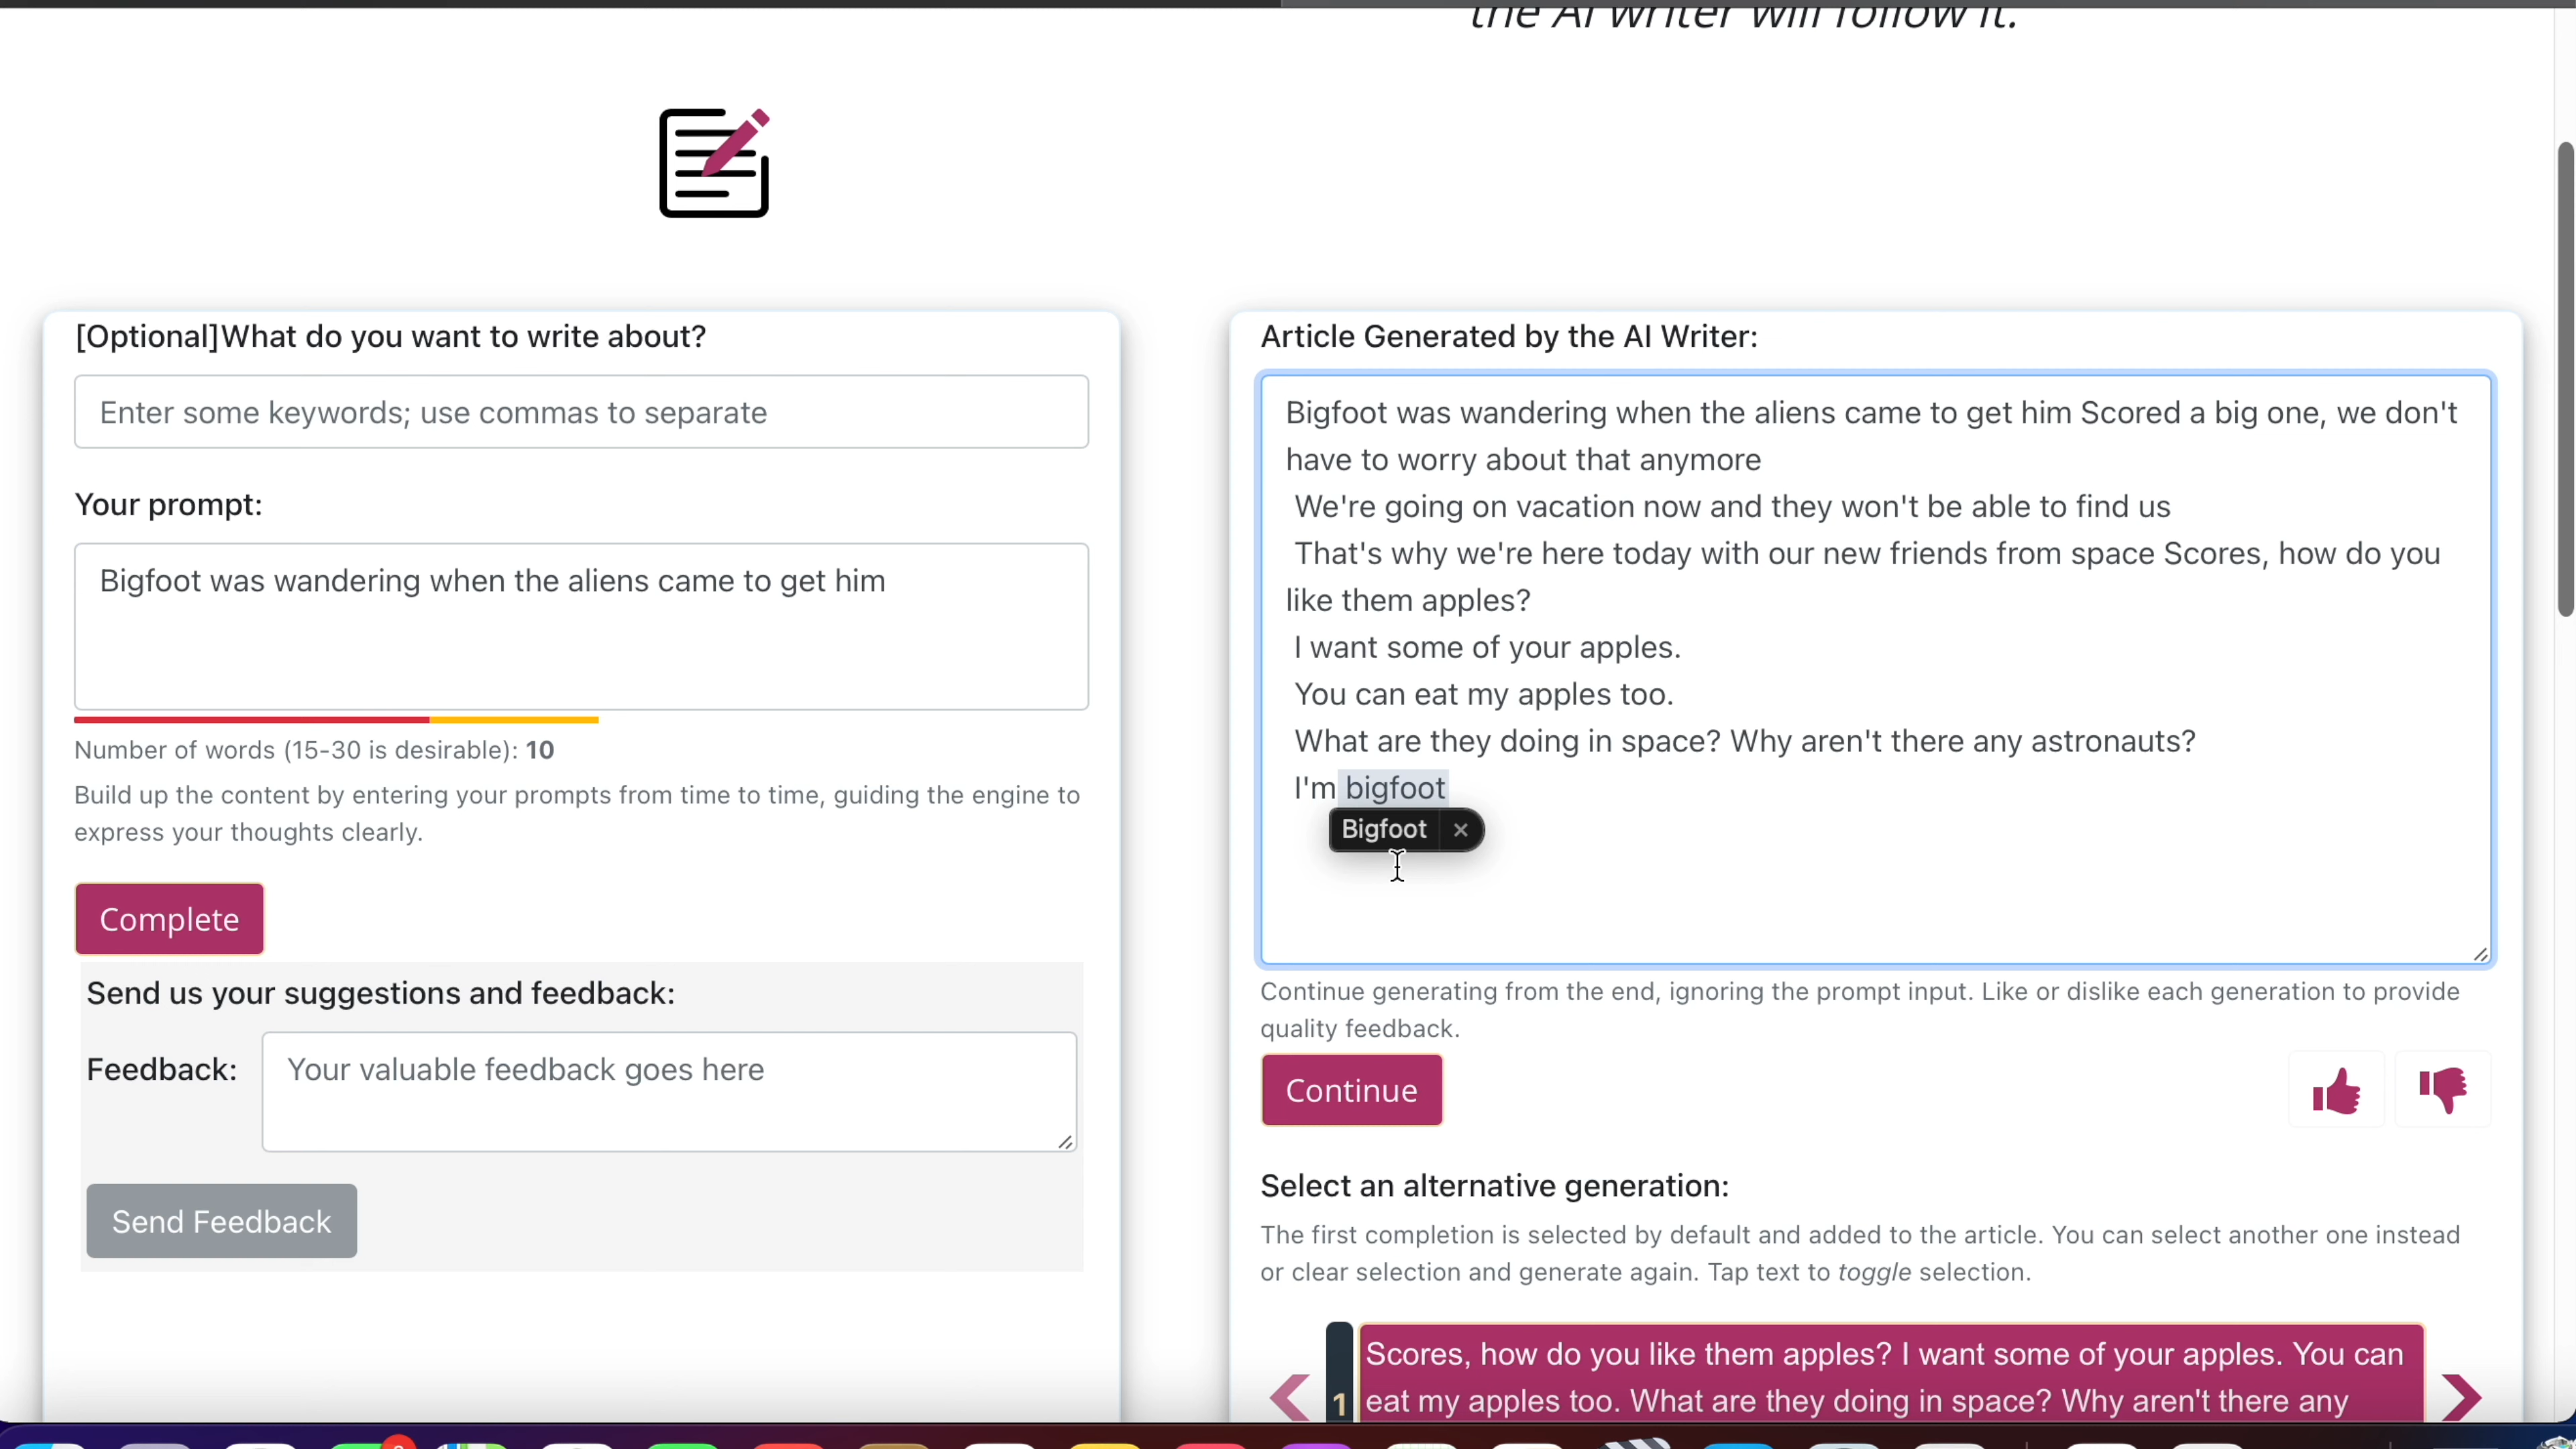 the AI writer will follow it.
[Optional]What do you want to write about?
Enter some keywords; use commas to separate
Your prompt:
Bigfoot was wandering when the aliens came to get him
Number of words (15-30 is desirable): 10
Build up the content by entering your prompts from time to time, guiding the engine to
express your thoughts clearly.
Complete
Send us your suggestions and feedback:
Feedback:
Your valuable feedback goes here
Send Feedback
Article Generated by the AI Writer:
Bigfoot was wandering when the aliens came to get him Scored a big one, we don't
have to worry about that anymore
We're going on vacation now and they won't be able to find us
That's why we're here today with our new friends from space Scores, how do you
like them apples?
I want some of your apples.
You can eat my apples too.
What are they doing in space? Why aren't there any astronauts?
I'm bigfoot
Bigfoot ×
Continue generating from the end, ignoring the prompt input. Like or dislike each generation to provide
quality feedback.
Continue
Select an alternative generation:
The first completion is selected by default and added to the article. You can select another one instead
or clear selection and generate again. Tap text to toggle selection.
1
Scores, how do you like them apples? I want some of your apples. You can
eat my apples too. What are they doing in space? Why aren't there any